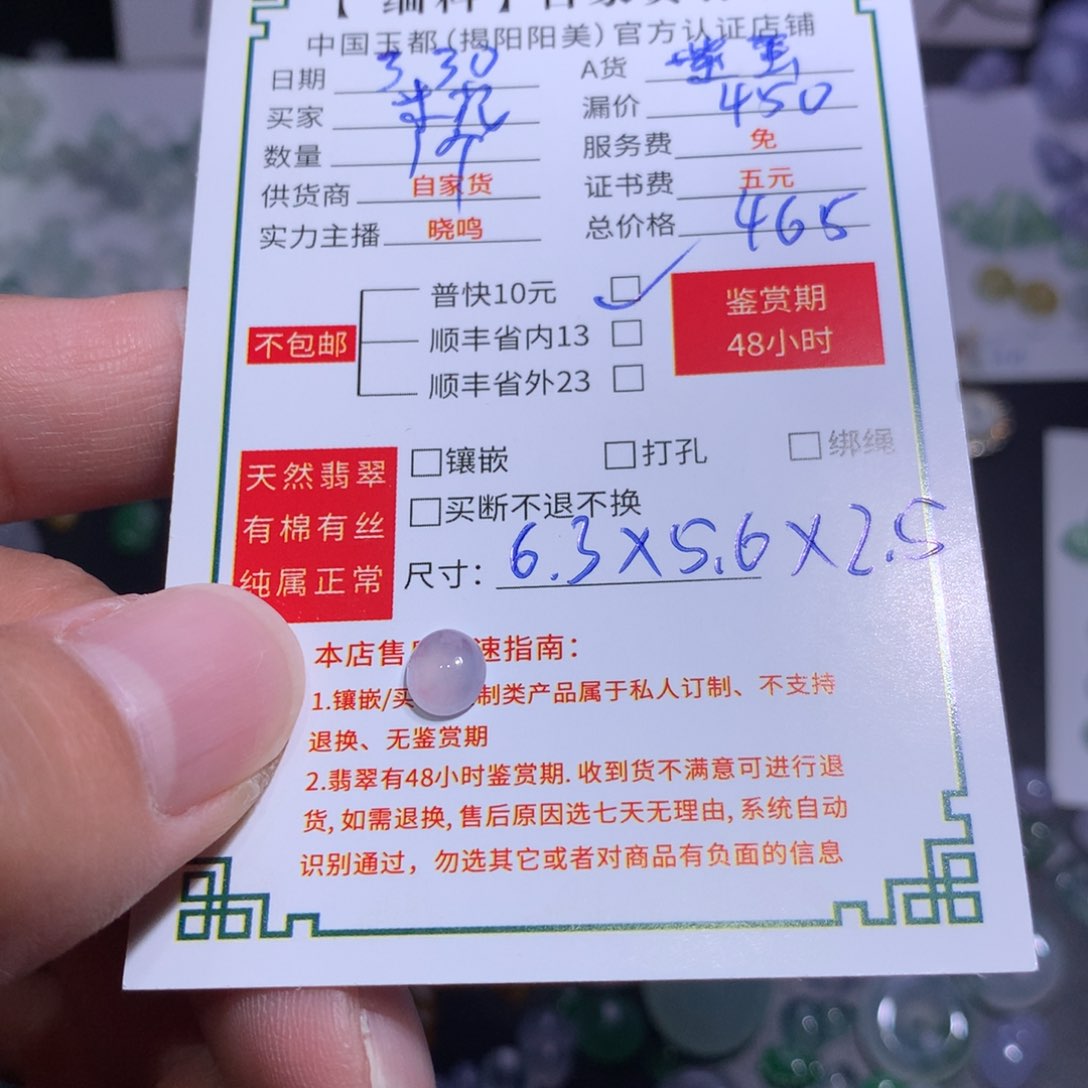 中国玉都(揭阳阳美)官方认证店铺
日期 3.30 A货 紫蛋
买家 漏价 450
数量 1件 服务费 免
供货商 自家货 证书费 五元
实力主播 晓鸣 总价格 465
普快10元 ☐✓
不包邮 顺丰省内13 ☐
顺丰省外23 ☐
鉴赏期
48小时
天然翡翠
有棉有丝
纯属正常
☐镶嵌 ☐打孔 ☐绑绳
☐买断不退不换
尺寸: 6.3X5.6X2.5
本店售 速指南:
1.镶嵌/买 制类产品属于私人订制、不支持
退换、无鉴赏期
2.翡翠有48小时鉴赏期.收到货不满意可进行退
货,如需退换,售后原因选七天无理由,系统自动
识别通过，勿选其它或者对商品有负面的信息